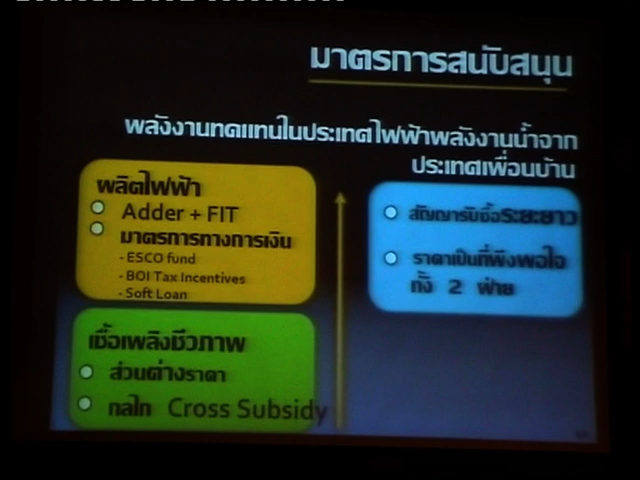 มาตรการสนับสนุน
พลังงานทดแทนในประเทศ ไฟฟ้าพลังงานน้ำจาก
ประเทศเพื่อนบ้าน
ผลิตไฟฟ้า
Adder + FIT
มาตรการทางการเงิน
- ESCO fund
- BOI Tax Incentives
- Soft Loan
เชื้อเพลิงชีวภาพ
ส่วนต่างราคา
กลไก Cross Subsidy
สัญญารับซื้อระยะยาว
ราคาเป็นที่พึงพอใจ
ทั้ง 2 ฝ่าย